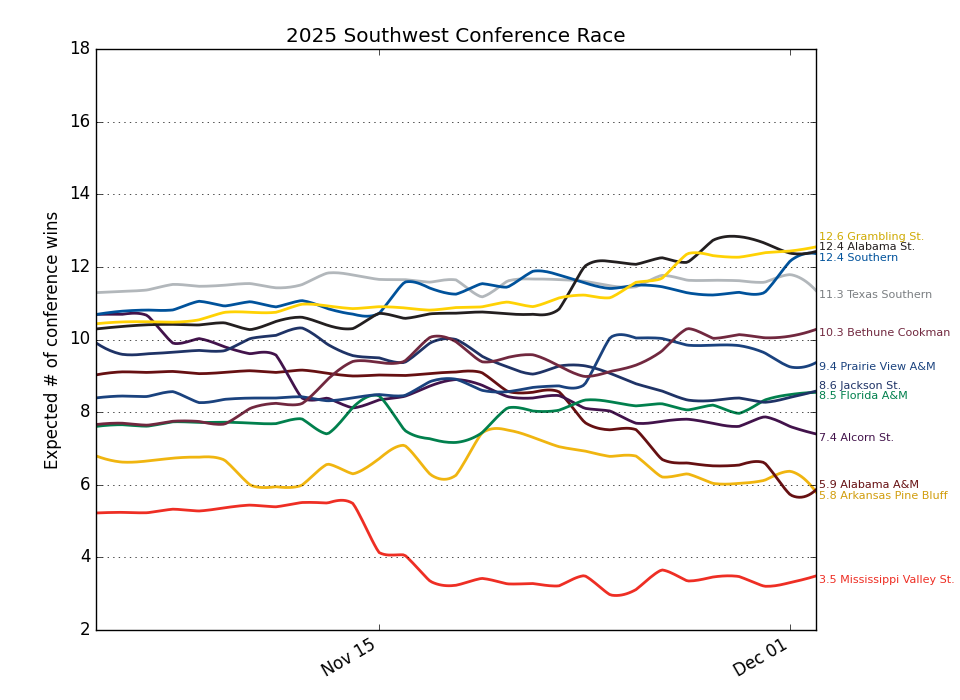 2025 Southwest Conference Race
Expected # of conference wins
18
16
14
12
10
8
6
4
2
Nov 15
Dec 01
12.6 Grambling St.
12.4 Alabama St.
12.4 Southern
11.3 Texas Southern
10.3 Bethune Cookman
9.4 Prairie View A&M
8.6 Jackson St.
8.5 Florida A&M
7.4 Alcorn St.
5.9 Alabama A&M
5.8 Arkansas Pine Bluff
3.5 Mississippi Valley St.